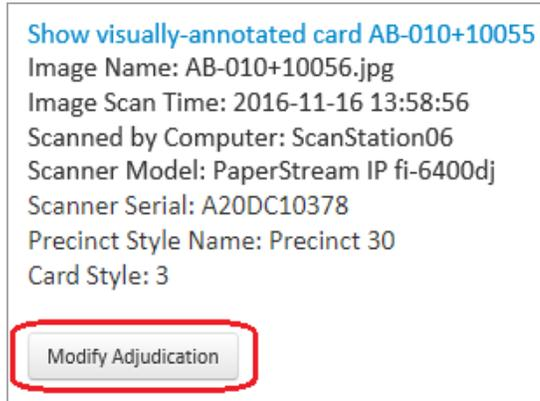 Show visually-annotated card AB-010+10055
Image Name: AB-010+10056.jpg
Image Scan Time: 2016-11-16 13:58:56
Scanned by Computer: ScanStation06
Scanner Model: PaperStream IP fi-6400dj
Scanner Serial: A20DC10378
Precinct Style Name: Precinct 30
Card Style: 3
Modify Adjudication